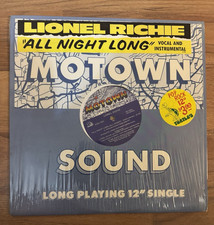 LIONEL RICHIE
"ALL NIGHT LONG" VOCAL AND
INSTRUMENTAL
MOTOWN
MOTOWN
SOUND
LONG PLAYING 12" SINGLE